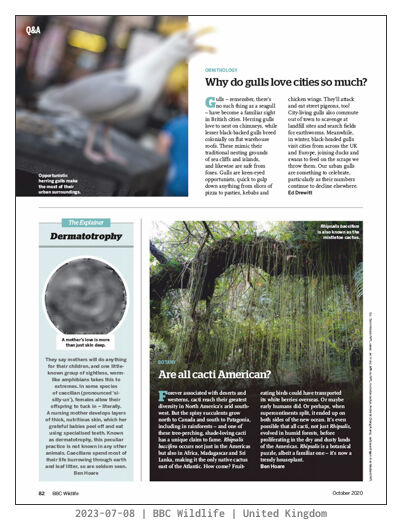 Q&A
ORNITHOLOGY
Why do gulls love cities so much?
Gulls – remember, there's
no such thing as a seagull
– have become a familiar sight
in British cities. Herring gulls
love to nest on chimneys, while
lesser black-backed gulls breed
colonially on flat warehouse
roofs. These mimic their
traditional nesting grounds
of sea cliffs and islands,
and likewise are safe from
foxes. Gulls are keen-eyed
opportunists, quick to gulp
down anything from slices of
pizza to pasties, kebabs and
chicken wings. They'll attack
and eat street pigeons, too!
City-living gulls also commute
out of town to scavenge at
landfill sites and search fields
for earthworms. Meanwhile,
in winter, black-headed gulls
visit cities from across the UK
and Europe, joining ducks and
swans to feed on the scraps we
throw them. Our urban gulls
are something to celebrate,
particularly as their numbers
continue to decline elsewhere.
Ed Drewitt
Opportunistic
herring gulls make
the most of their
urban surroundings.
The Explainer
Dermatotrophy
A mother's love is more
than just skin deep.
They say mothers will do anything
for their children, and one little-
known group of sightless, worm-
like amphibians takes this to
extremes. In some species
of caecilian (pronounced 'si-
silly-un'), females allow their
offspring to flock in – literally.
A nursing mother develops layers
of thick, nutritious skin, which her
grateful babies peel off and eat
using specialised teeth. Known
as dermatotrophy, this peculiar
practice is not known in any other
animals. Caecilians spend most of
their life burrowing through earth
and leaf litter, so are seldom seen.
Ben Hoare
Rhipsalis baccifera
is also known as the
mistletoe cactus.
BOTANY
Are all cacti American?
Forever associated with deserts and
westerns, cacti reach their greatest
diversity in North America's arid south-
west. But the spiny succulents grow
north to Canada and south to Patagonia,
including in rainforests – and one of
these tree-perching, shade-loving cacti
has a unique claim to fame. Rhipsalis
baccifera occurs not just in the Americas
but also in Africa, Madagascar and Sri
Lanka, making it the only native cactus
east of the Atlantic. How come? Fruit-
eating birds could have transported
its white berries overseas. Or maybe
early humans did. Or perhaps, when
supercontinents split, it ended up on
both sides of the new ocean. It's even
possible that all cacti, not just Rhipsalis,
evolved in humid forests, before
proliferating in the dry and dusty lands
of the Americas. Rhipsalis is a botanical
puzzle, albeit a familiar one – it's now a
trendy houseplant.
Ben Hoare
82 BBC Wildlife
October 2020
2023-07-08 | BBC Wildlife | United Kingdom